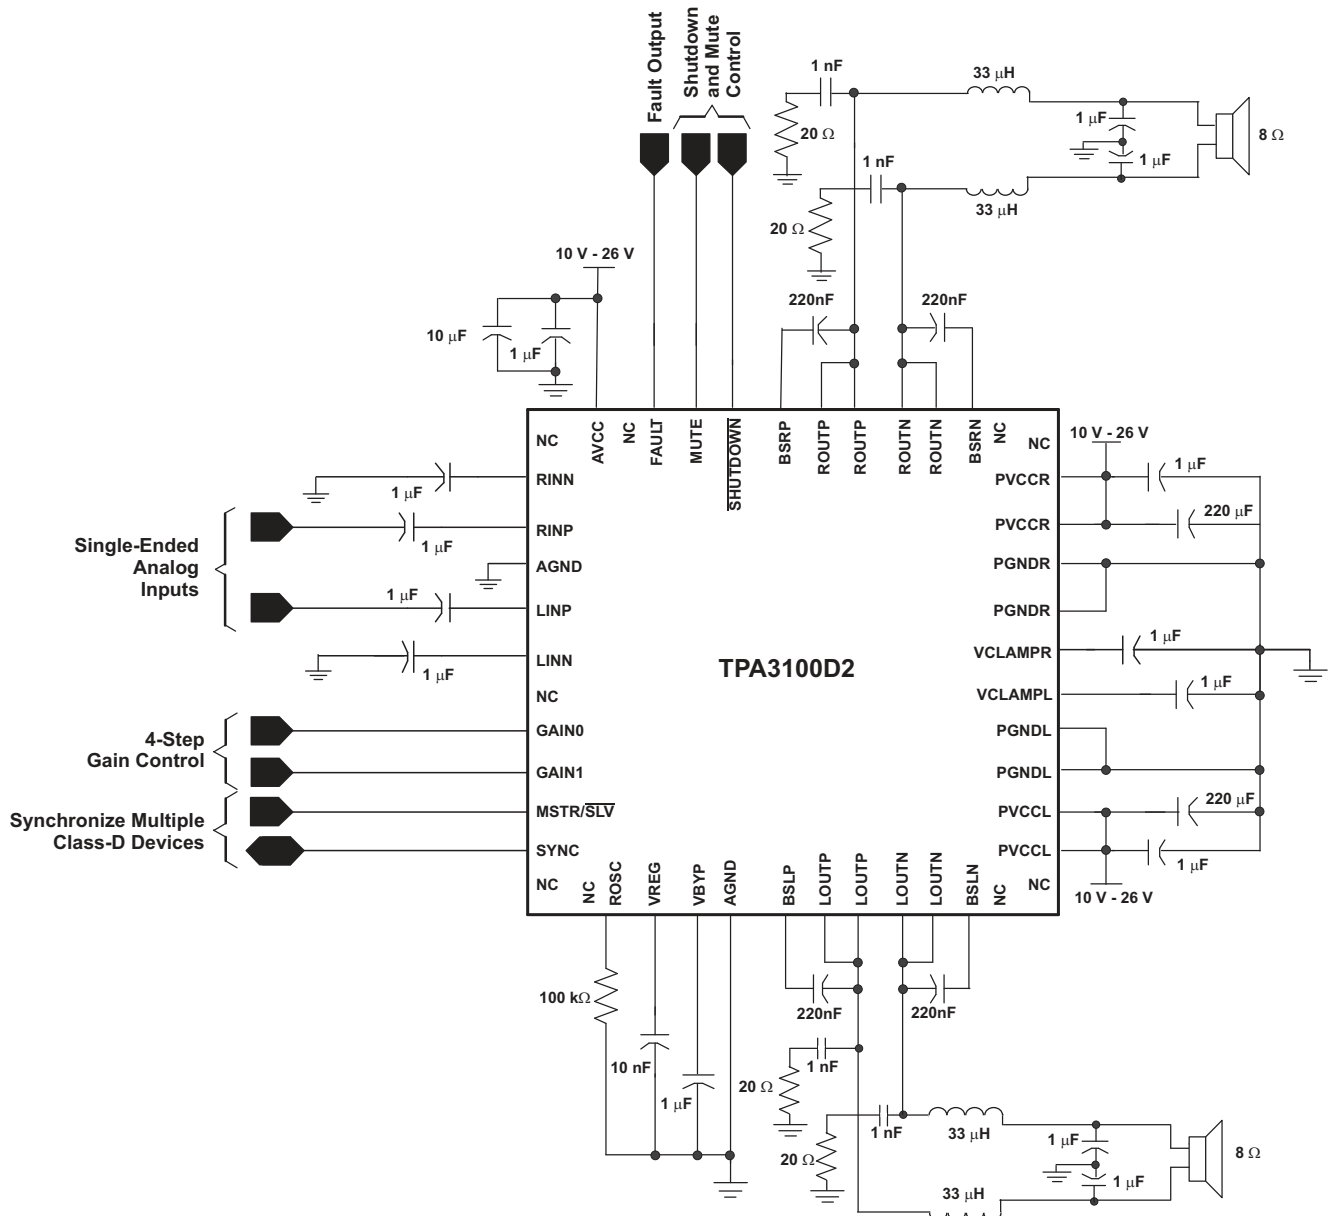 Fault Output
Shutdown
and Mute
Control
1 nF
33 μH
20 Ω
1 μF
8 Ω
1 nF
1 μF
33 μH
20 Ω
10 V - 26 V
220nF
220nF
10 μF
1 μF
NC
AVCC
NC
FAULT
MUTE
SHUTDOWN
BSRP
ROUTP
ROUTP
ROUTN
ROUTN
BSRN
NC
NC
10 V - 26 V
1 μF
RINN
PVCCR
1 μF
220 μF
RINP
PVCCR
1 μF
Single-Ended
Analog
Inputs
AGND
PGNDR
1 μF
LINP
PGNDR
1 μF
LINN
VCLAMPR
1 μF
TPA3100D2
1 μF
NC
VCLAMPL
4-Step
Gain Control
GAIN0
PGNDL
GAIN1
PGNDL
220 μF
Synchronize Multiple
Class-D Devices
MSTR/SLV
PVCCL
SYNC
PVCCL
1 μF
NC
NC
ROSC
VREG
VBYP
AGND
BSLP
LOUTP
LOUTP
LOUTN
LOUTN
BSLN
NC
NC
10 V - 26 V
100 kΩ
220nF
220nF
10 nF
1 nF
20 Ω
1 μF
1 nF
33 μH
1 μF
8 Ω
20 Ω
1 μF
33 μH